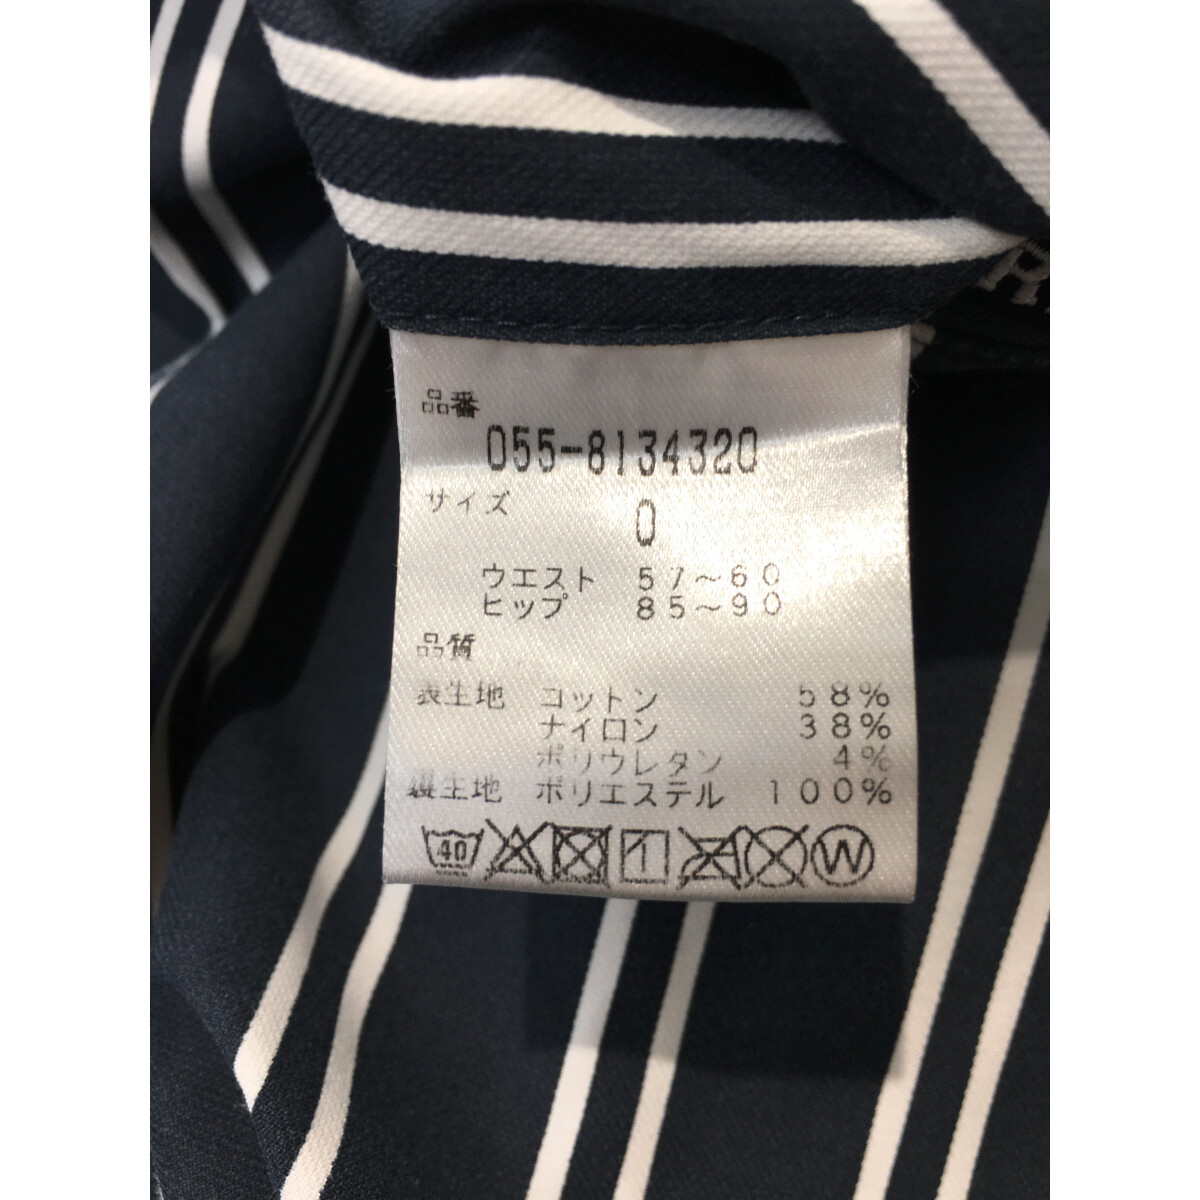 品番
055-8134320
サイズ 0
ウエスト 57~60
ヒップ 85~90
品質
表生地 コットン 58%
ナイロン 38%
ポリウレタン 4%
裏生地 ポリエステル 100%
40 1 W
R